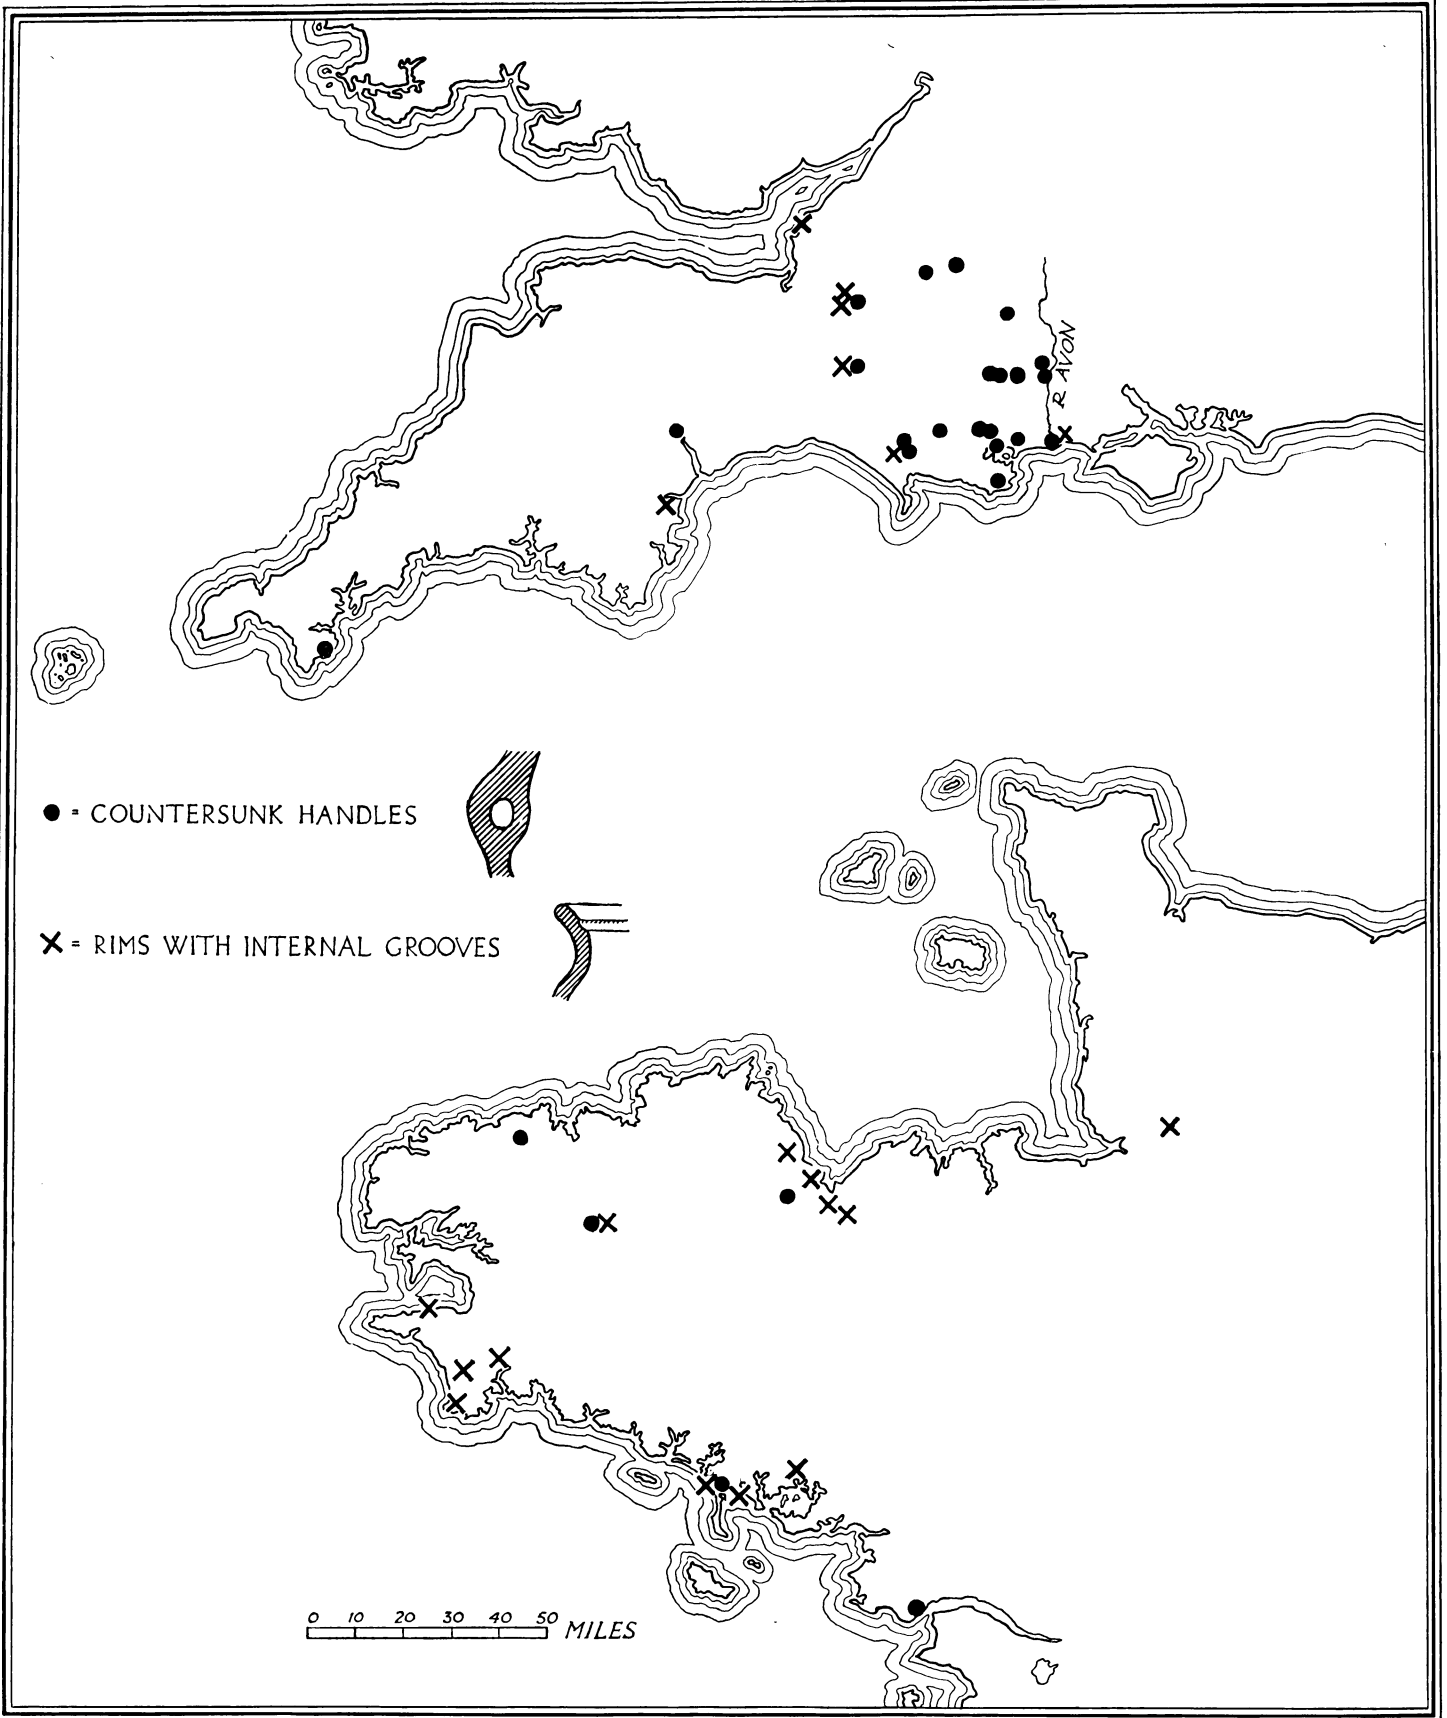 R AVON
● = COUNTERSUNK HANDLES
X = RIMS WITH INTERNAL GROOVES
0 10 20 30 40 50 MILES